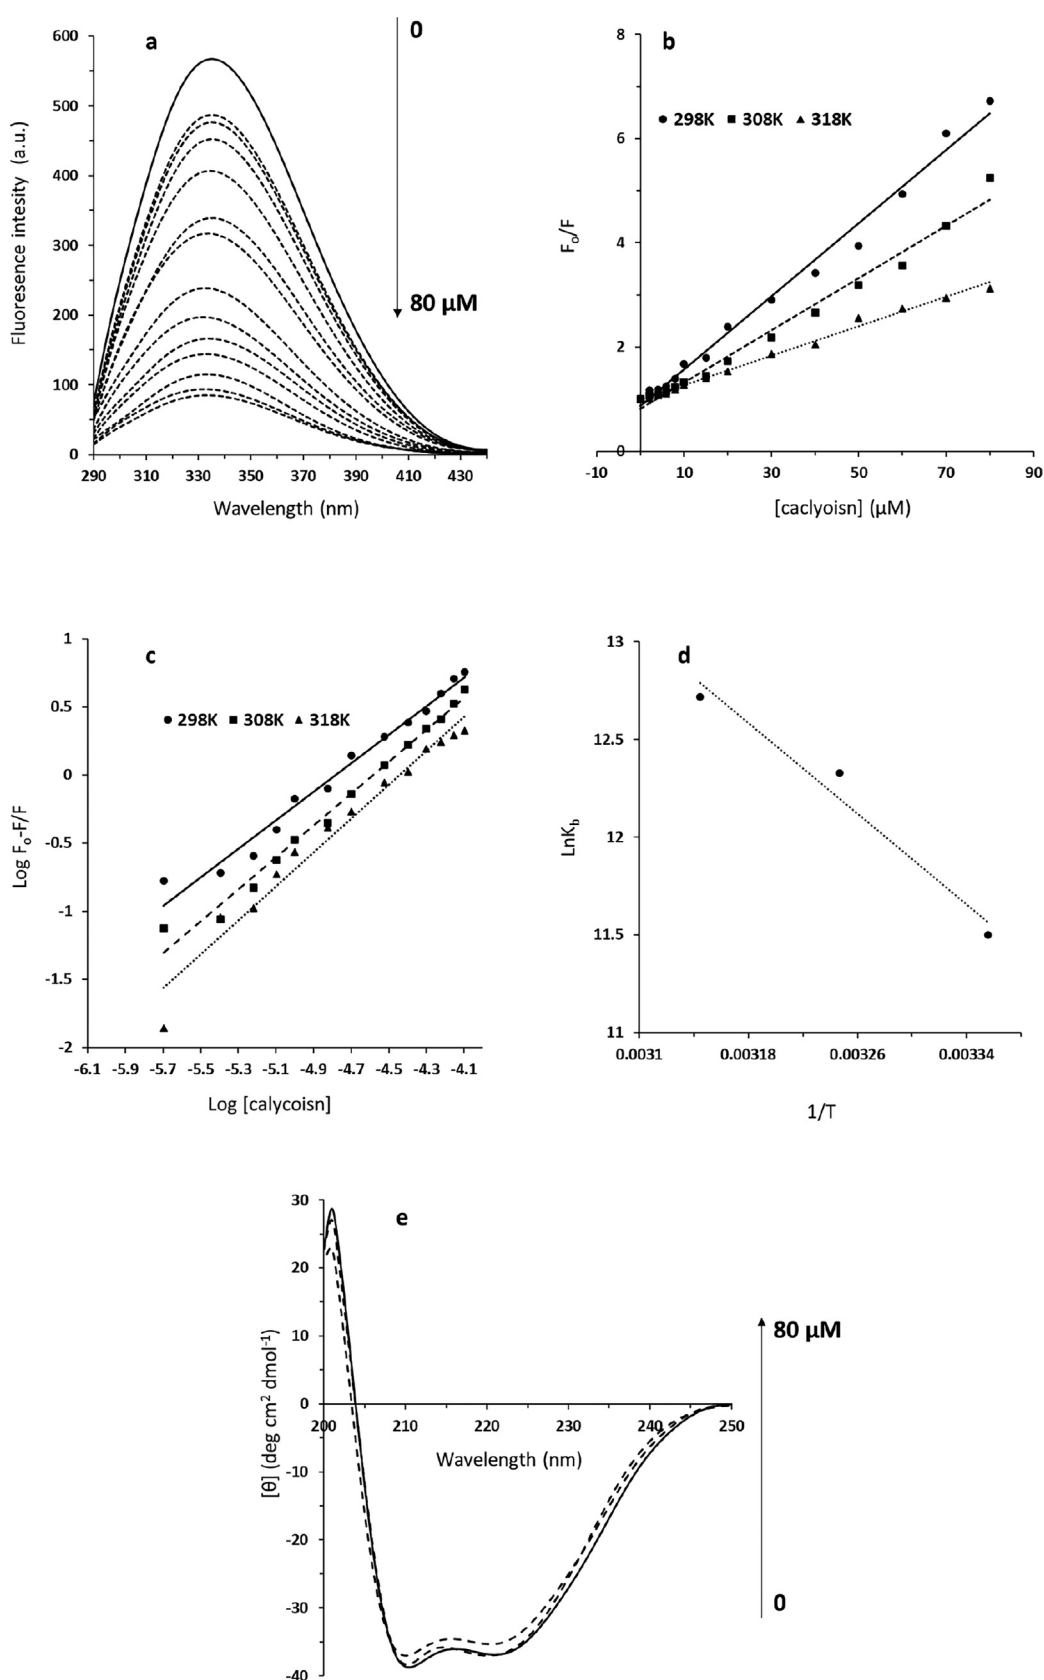 a
0
80 μM
600
500
400
300
200
100
0
290 310 330 350 370 390 410 430
Fluoresence intesity (a.u.)
Wavelength (nm)
b
298K 308K 318K
8
6
4
2
0
-10 10 30 50 70 90
Fo/F
[caclyoisn] (μM)
c
298K 308K 318K
1
0.5
0
-0.5
-1
-1.5
-2
-6.1 -5.9 -5.7 -5.5 -5.3 -5.1 -4.9 -4.7 -4.5 -4.3 -4.1
Log Fo-F/F
Log [calycoisn]
d
13
12.5
12
11.5
11
0.0031 0.00318 0.00326 0.00334
LnKb
1/T
e
30
20
10
0
-10
-20
-30
-40
200 210 220 230 240 250
Wavelength (nm)
[θ] (deg cm² dmol⁻¹)
80 μM
0